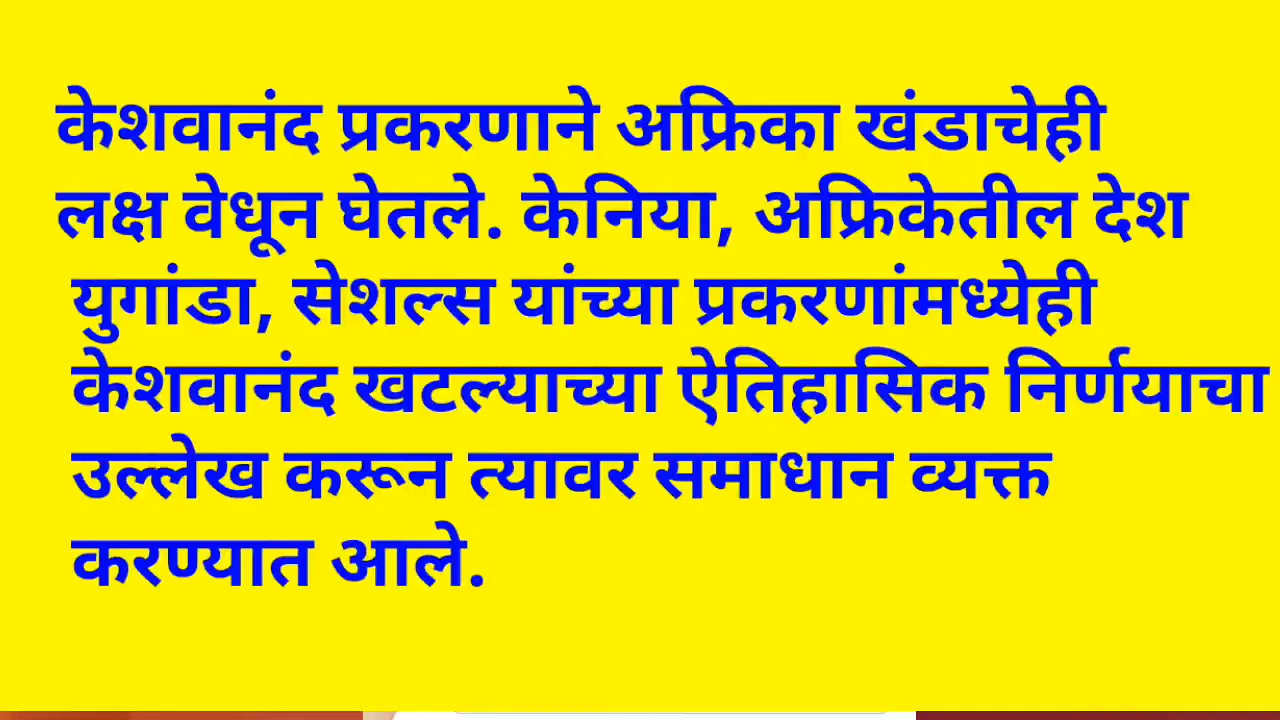 केशवानंद प्रकरणाने अफ्रिका खंडाचेही
लक्ष वेधून घेतले. केनिया, अफ्रिकेतील देश
युगांडा, सेशल्स यांच्या प्रकरणांमध्येही
केशवानंद खटल्याच्या ऐतिहासिक निर्णयाचा
उल्लेख करून त्यावर समाधान व्यक्त
करण्यात आले.